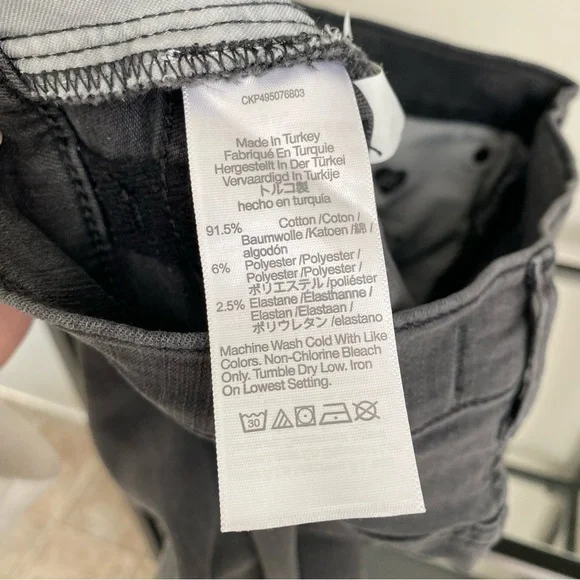 CKP495076803
Made In Turkey
Fabriqué En Turquie
Hergestellt In Der Türkei
Vervaardigd In Turkije
トルコ製
hecho en turquía
91.5% Cotton /Coton /
Baumwolle /Katoen /綿 /
algodón
6% Polyester /Polyester /
Polyester /Polyester /
ポリエステル /poliéster
2.5% Elastane /Elasthanne /
Elastan /Elastaan /
ポリウレタン /elastano
Machine Wash Cold With Like
Colors. Non-Chlorine Bleach
Only. Tumble Dry Low. Iron
On Lowest Setting.
30